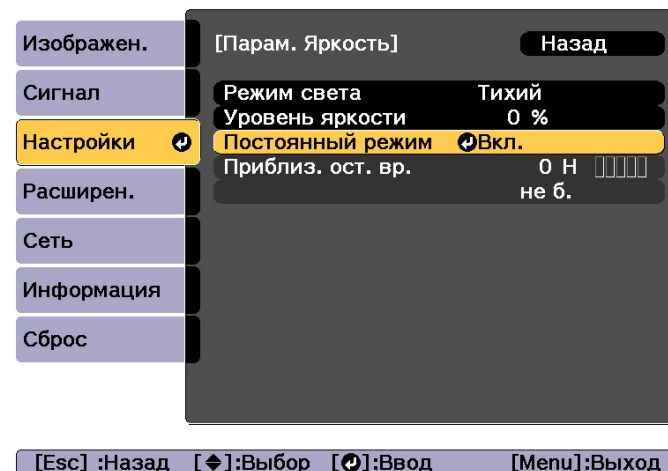 Изображен.
Сигнал
Настройки
Расширен.
Сеть
Информация
Сброс
[Парам. Яркость] Назад
Режим света Тихий
Уровень яркости 0 %
Постоянный режим Вкл.
Приблиз. ост. вр. 0 H
не б.
[Esc] :Назад [◆]:Выбор [⏎]:Ввод [Menu]:Выход